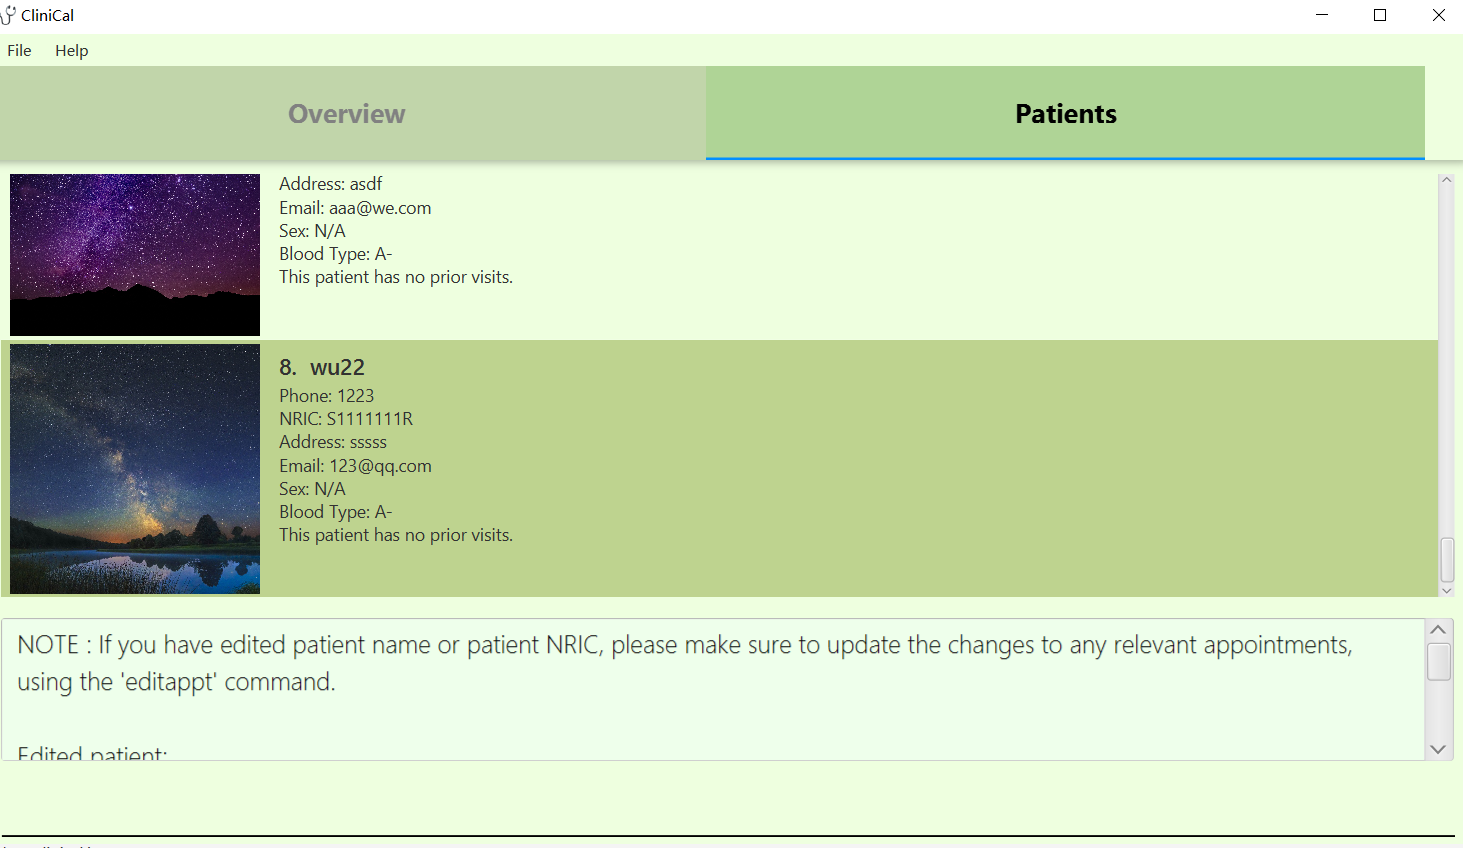 CliniCal
File Help
Overview Patients
Address: asdf
Email: aaa@we.com
Sex: N/A
Blood Type: A-
This patient has no prior visits.
8. wu22
Phone: 1223
NRIC: S1111111R
Address: sssss
Email: 123@qq.com
Sex: N/A
Blood Type: A-
This patient has no prior visits.
NOTE : If you have edited patient name or patient NRIC, please make sure to update the changes to any relevant appointments,
using the 'editappt' command.
Edited patient: